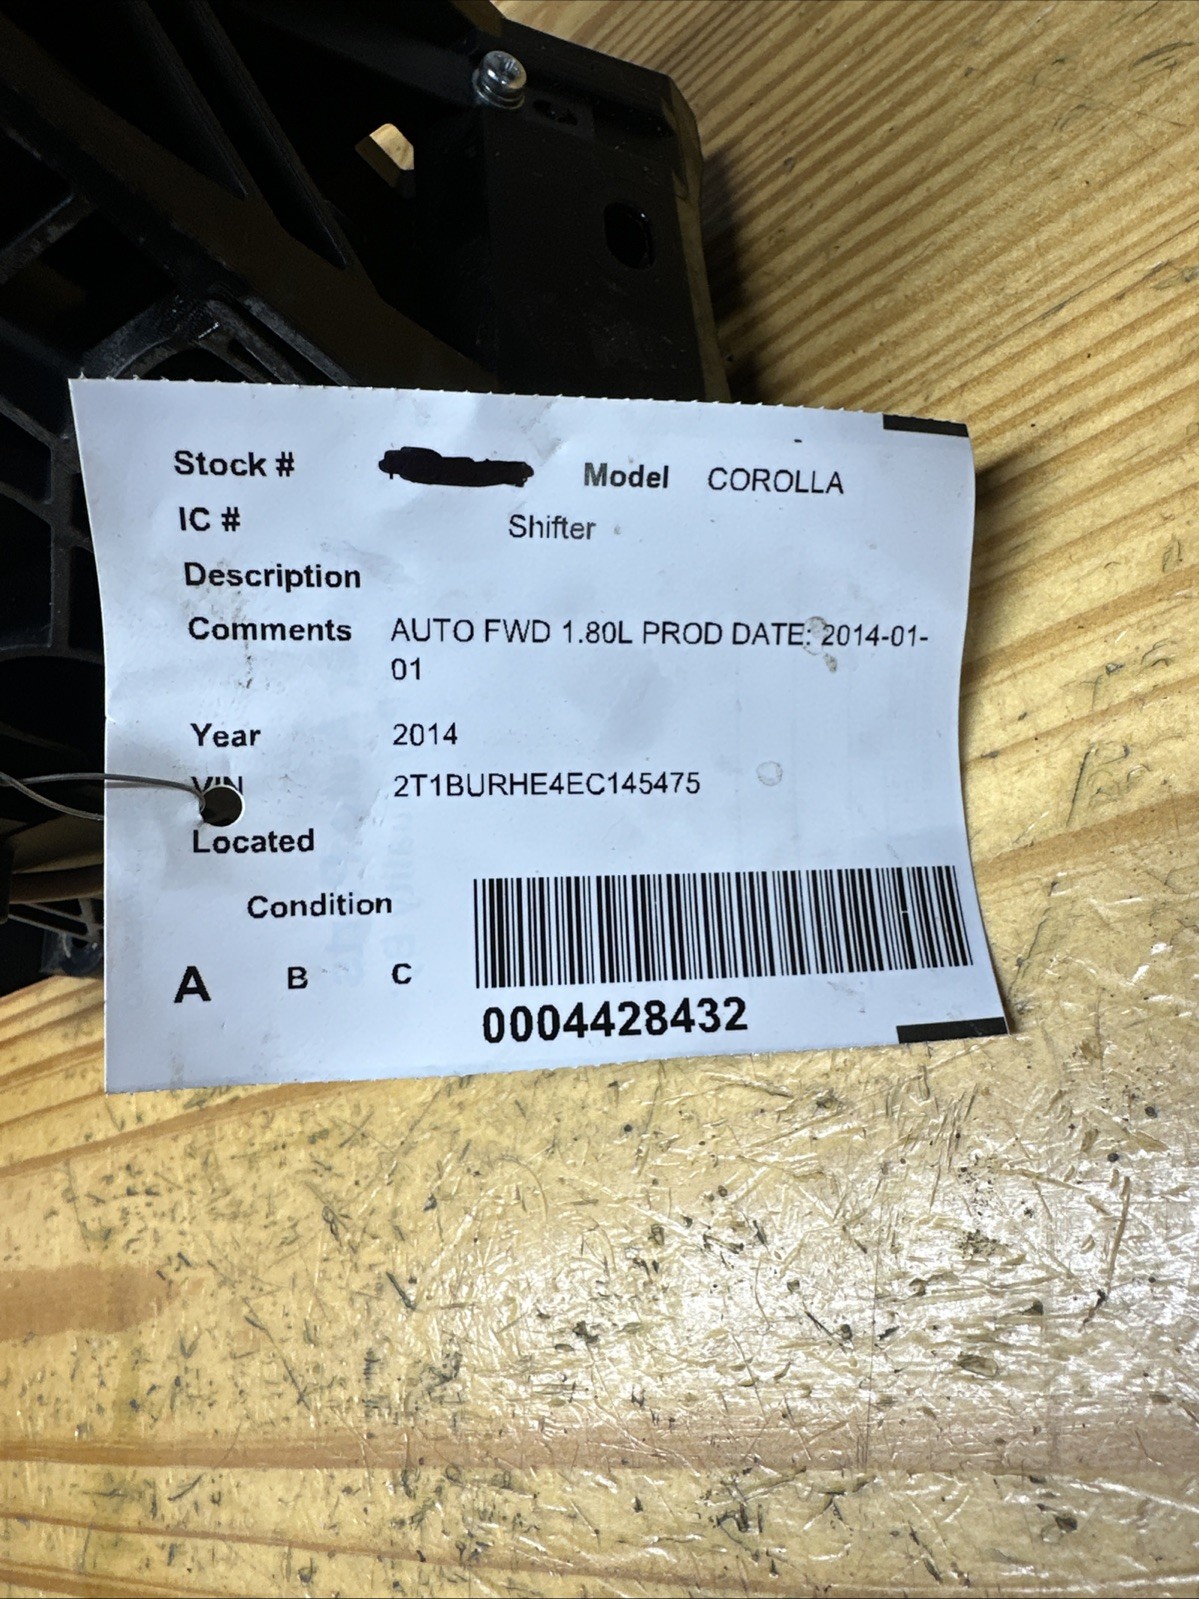 Stock # Model COROLLA
IC # Shifter
Description
Comments AUTO FWD 1.80L PROD DATE: 2014-01-
01
Year 2014
VIN 2T1BURHE4EC145475
Located
Condition
A B C
0004428432